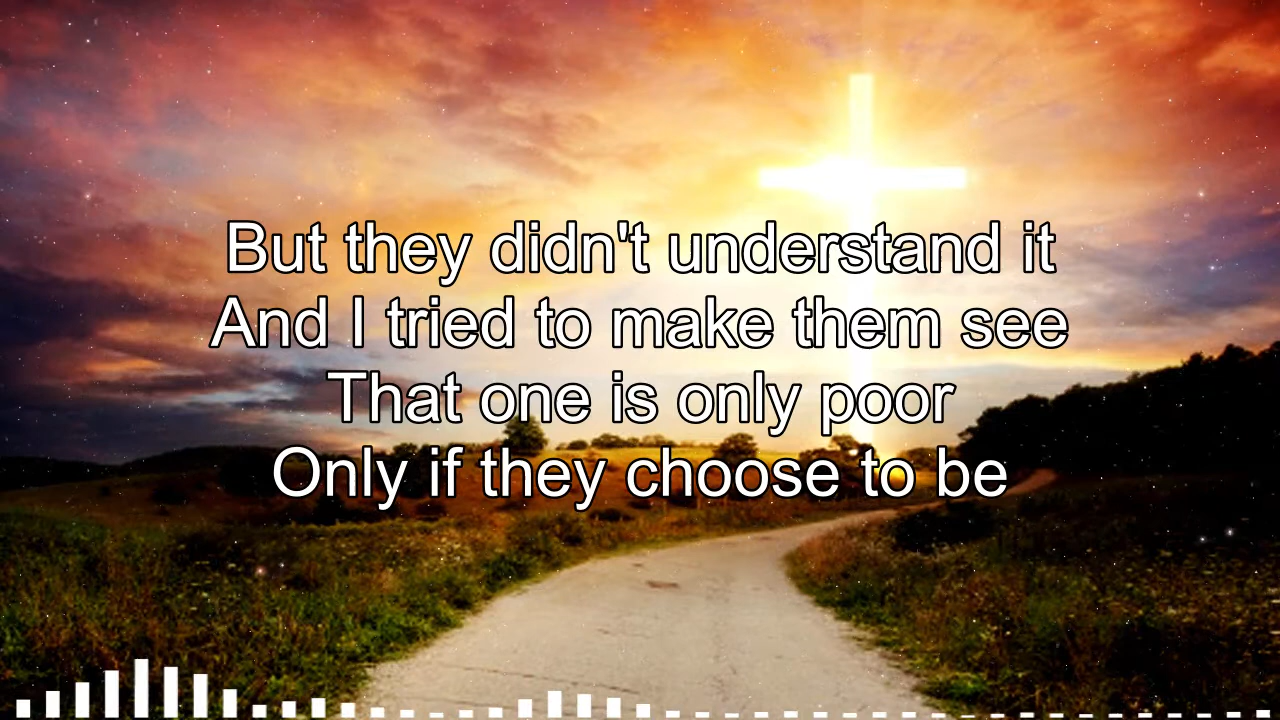 But they didn't understand it
And I tried to make them see
That one is only poor
Only if they choose to be